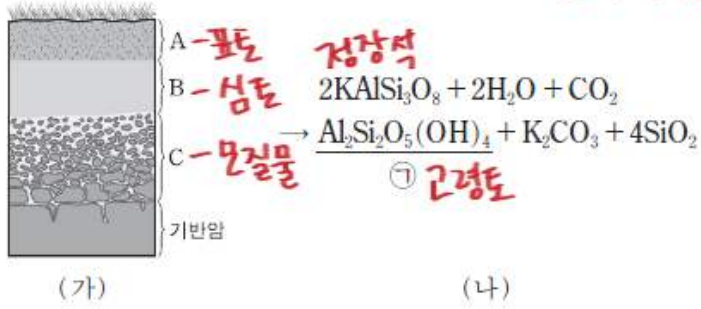 A - 표토
정장석
B - 심토
2KAlSi₃O₈ + 2H₂O + CO₂
→ Al₂Si₂O₅(OH)₄ + K₂CO₃ + 4SiO₂
C - 모질물
㉠ 고령토
기반암
(가)
(나)